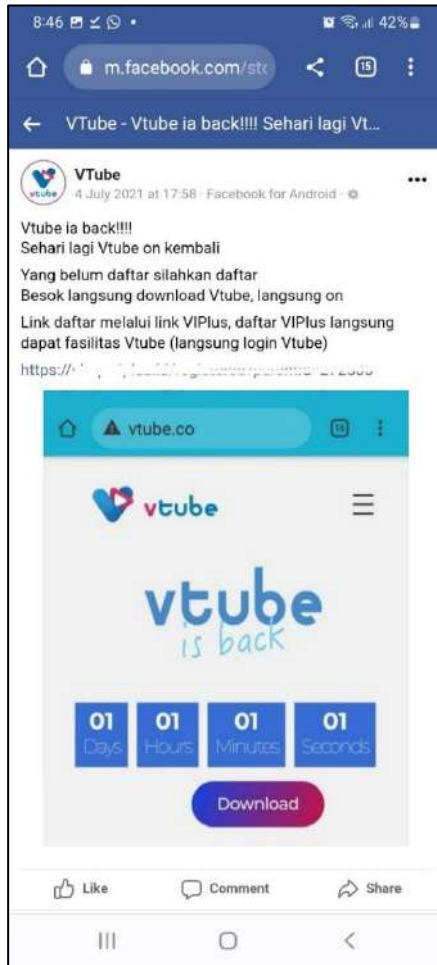 8:46
42%
m.facebook.com/stc
15
VTube - Vtube ia back!!!! Sehari lagi Vt...
vtube
VTube
4 July 2021 at 17:58 · Facebook for Android ·
Vtube ia back!!!!
Sehari lagi Vtube on kembali
Yang belum daftar silahkan daftar
Besok langsung download Vtube, langsung on
Link daftar melalui link VIPlus, daftar VIPlus langsung
dapat fasilitas Vtube (langsung login Vtube)
https://
vtube.co
15
vtube
vtube
is back
01 01 01 01
Days Hours Minutes Seconds
Download
Like Comment Share